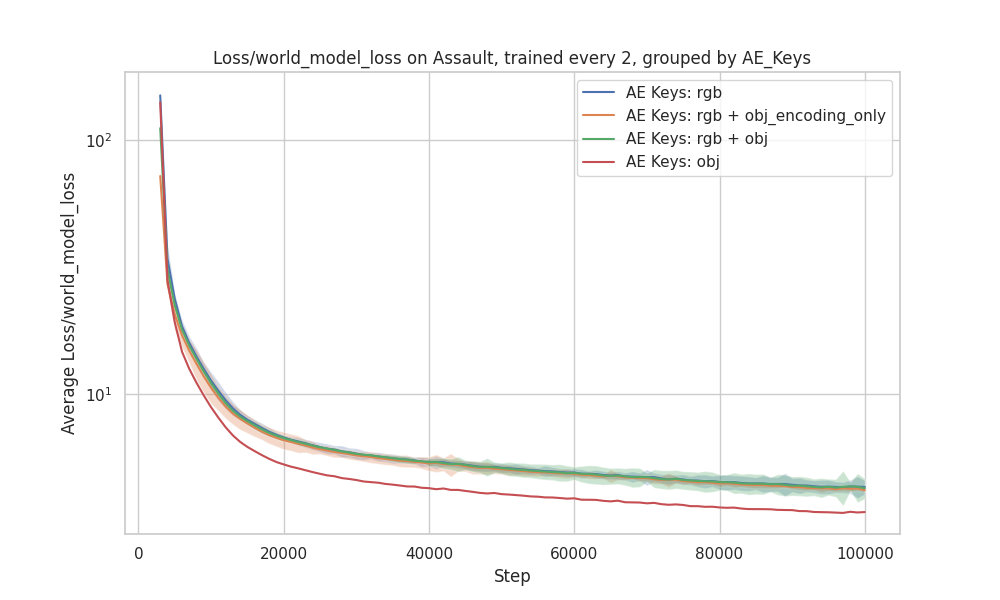 Loss/world_model_loss on Assault, trained every 2, grouped by AE_Keys
AE Keys: rgb
AE Keys: rgb + obj_encoding_only
AE Keys: rgb + obj
AE Keys: obj
10²
10¹
Average Loss/world_model_loss
0
20000
40000
60000
80000
100000
Step